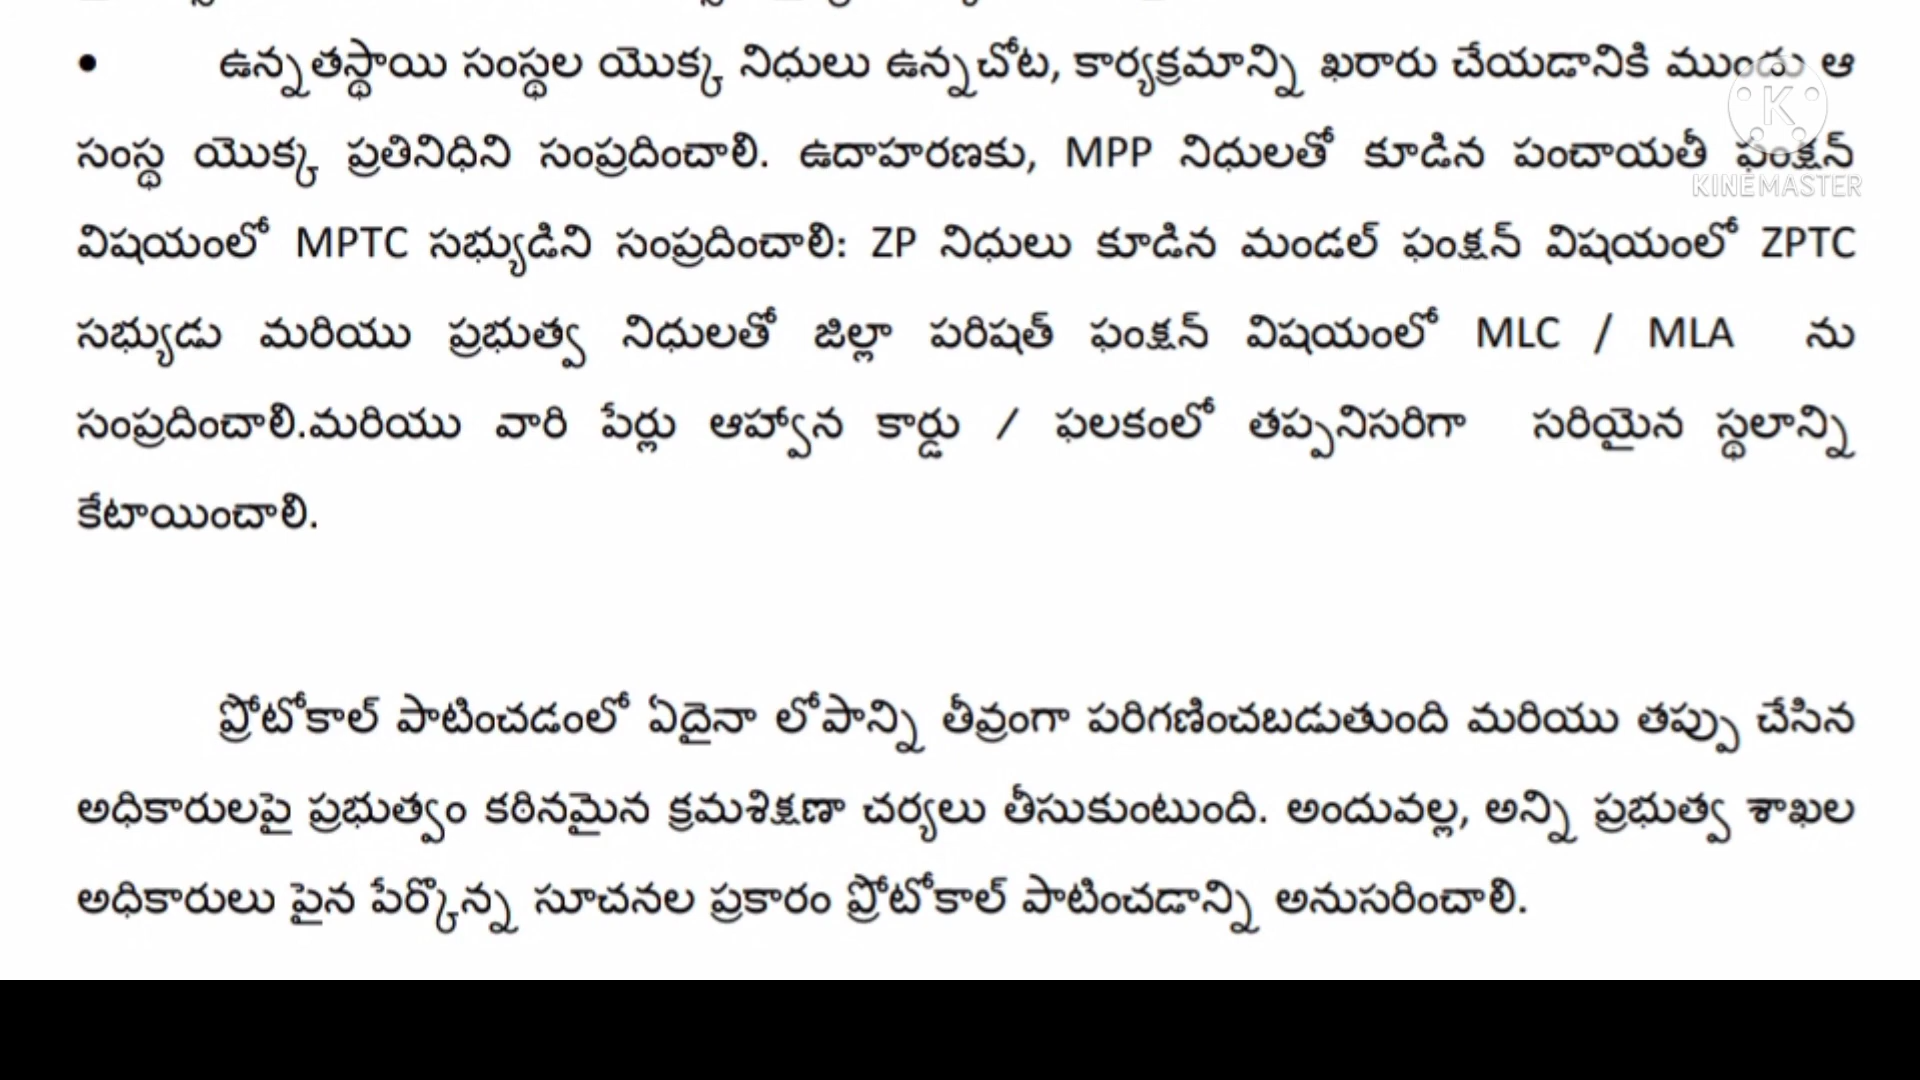 • ఉన్నతస్థాయి సంస్థల యొక్క నిధులు ఉన్నచోట, కార్యక్రమాన్ని ఖరారు చేయడానికి ముందు ఆ
సంస్థ యొక్క ప్రతినిధిని సంప్రదించాలి. ఉదాహరణకు, MPP నిధులతో కూడిన పంచాయతీ ఫంక్షన్
విషయంలో MPTC సభ్యుడిని సంప్రదించాలి: ZP నిధులు కూడిన మండల్ ఫంక్షన్ విషయంలో ZPTC
సభ్యుడు మరియు ప్రభుత్వ నిధులతో జిల్లా పరిషత్ ఫంక్షన్ విషయంలో MLC / MLA ను
సంప్రదించాలి.మరియు వారి పేర్లు ఆహ్వాన కార్డు / ఫలకంలో తప్పనిసరిగా సరియైన స్థలాన్ని
కేటాయించాలి.
ప్రోటోకాల్ పాటించడంలో ఏదైనా లోపాన్ని తీవ్రంగా పరిగణించబడుతుంది మరియు తప్పు చేసిన
అధికారులపై ప్రభుత్వం కఠినమైన క్రమశిక్షణా చర్యలు తీసుకుంటుంది. అందువల్ల, అన్ని ప్రభుత్వ శాఖల
అధికారులు పైన పేర్కొన్న సూచనల ప్రకారం ప్రోటోకాల్ పాటించడాన్ని అనుసరించాలి.
K
KINEMASTER